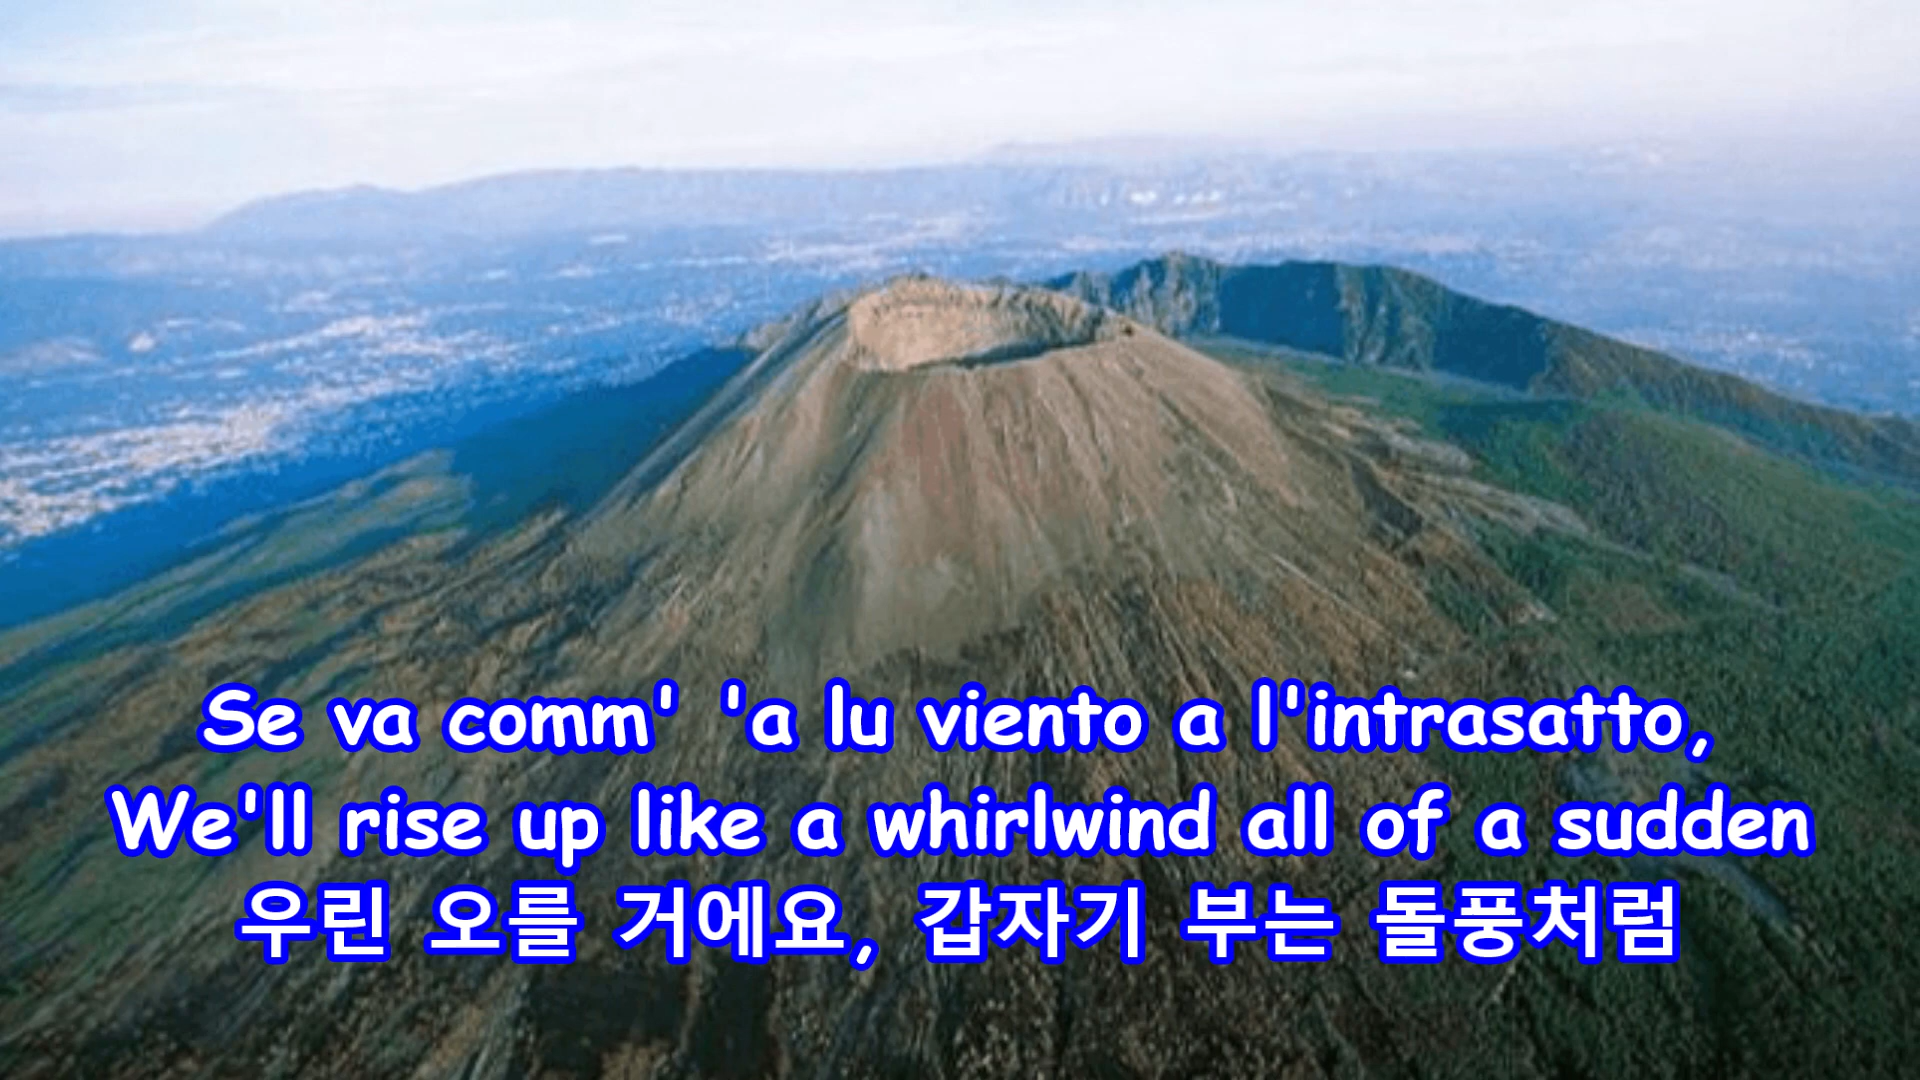 Se va comm' 'a lu viento a l'intrasatto,
We'll rise up like a whirlwind all of a sudden
우린 오를 거에요, 갑자기 부는 돌풍처럼